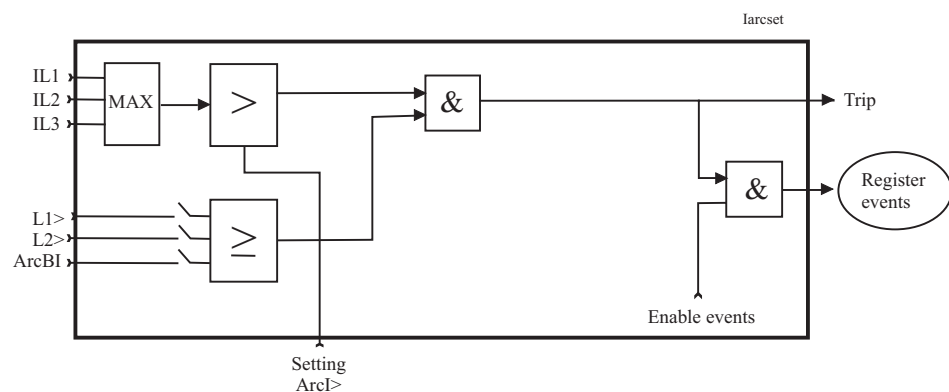 Iarcset
IL1
IL2
IL3
MAX
>
&
Trip
&
Register
events
L1>
L2>
ArcBI
≥
Enable events
Setting
ArcI>